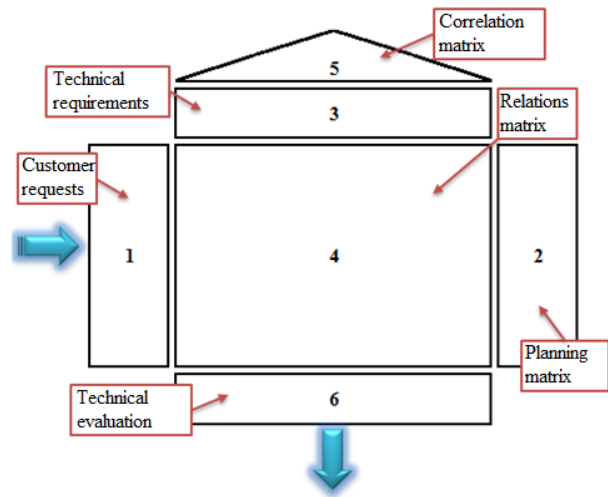 Correlation
matrix
5
Technical
requirements
3
Relations
matrix
Customer
requests
1
4
2
Planning
matrix
Technical
evaluation
6